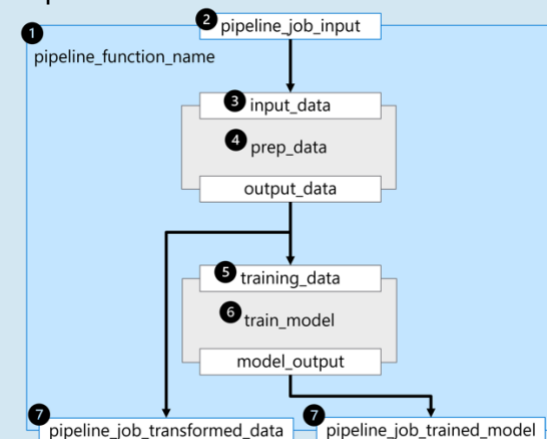 1
2 pipeline_job_input
pipeline_function_name
3 input_data
4 prep_data
output_data
5 training_data
6 train_model
model_output
7 pipeline_job_transformed_data
7 pipeline_job_trained_model